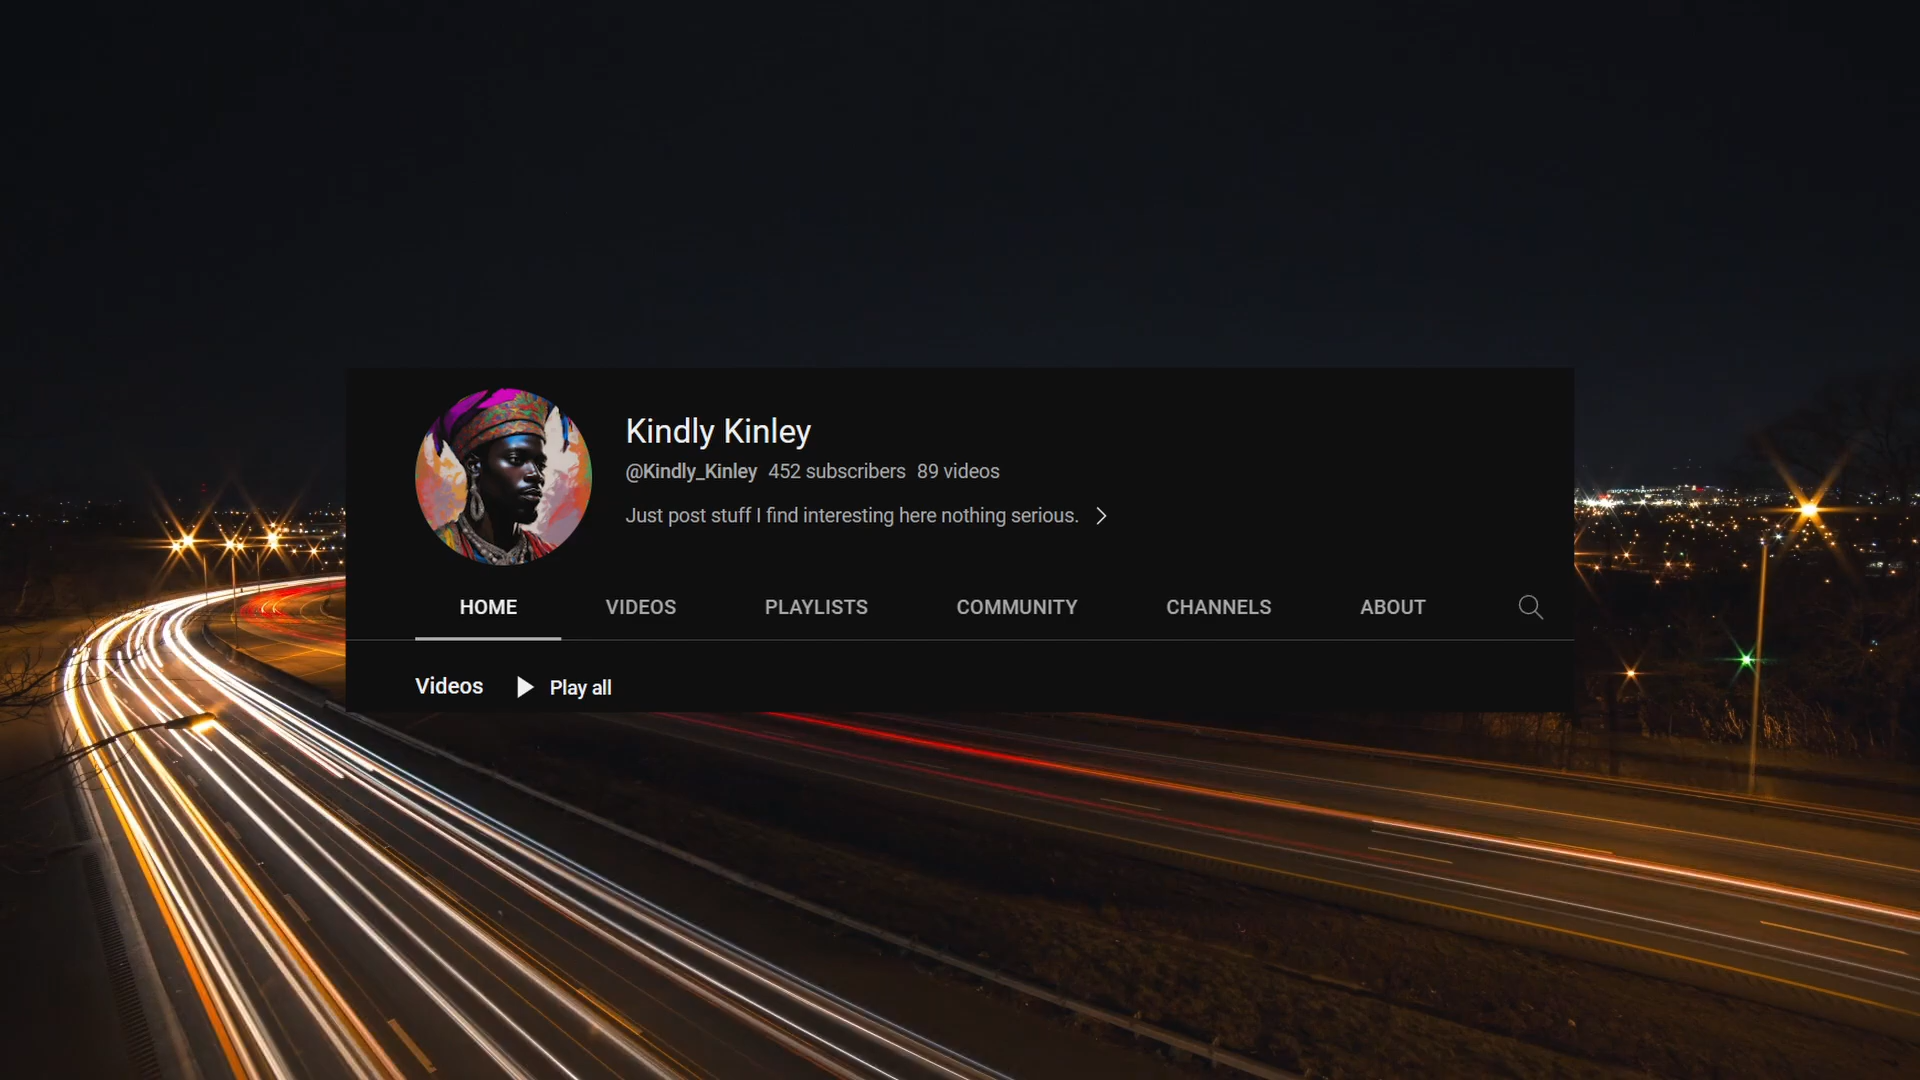 Kindly Kinley
@Kindly_Kinley 452 subscribers 89 videos
Just post stuff I find interesting here nothing serious.
HOME VIDEOS PLAYLISTS COMMUNITY CHANNELS ABOUT
Videos Play all